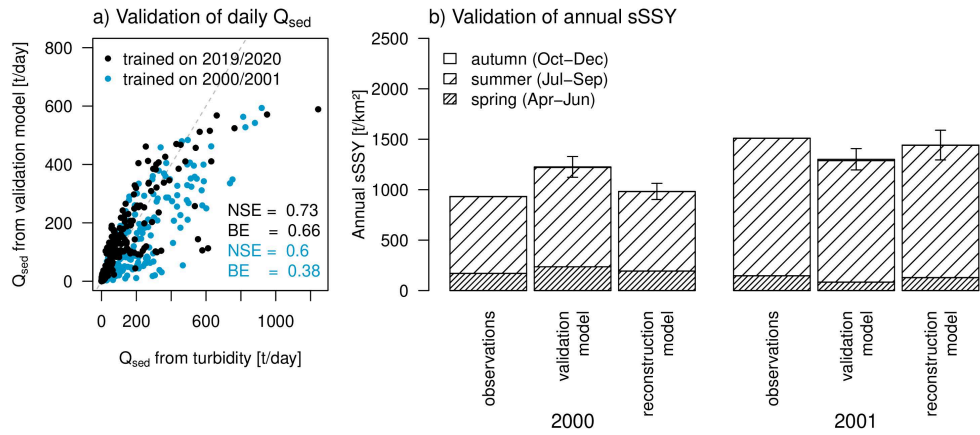 a) Validation of daily Qsed
Qsed from validation model [t/day]
800
600
400
200
0
trained on 2019/2020
trained on 2000/2001
NSE = 0.73
BE = 0.66
NSE = 0.6
BE = 0.38
0 200 600 1000
Qsed from turbidity [t/day]
b) Validation of annual sSSY
Annual sSSY [t/km²]
2500
2000
1500
1000
500
0
autumn (Oct−Dec)
summer (Jul−Sep)
spring (Apr−Jun)
observations
validation
model
reconstruction
model
observations
validation
model
reconstruction
model
2000
2001